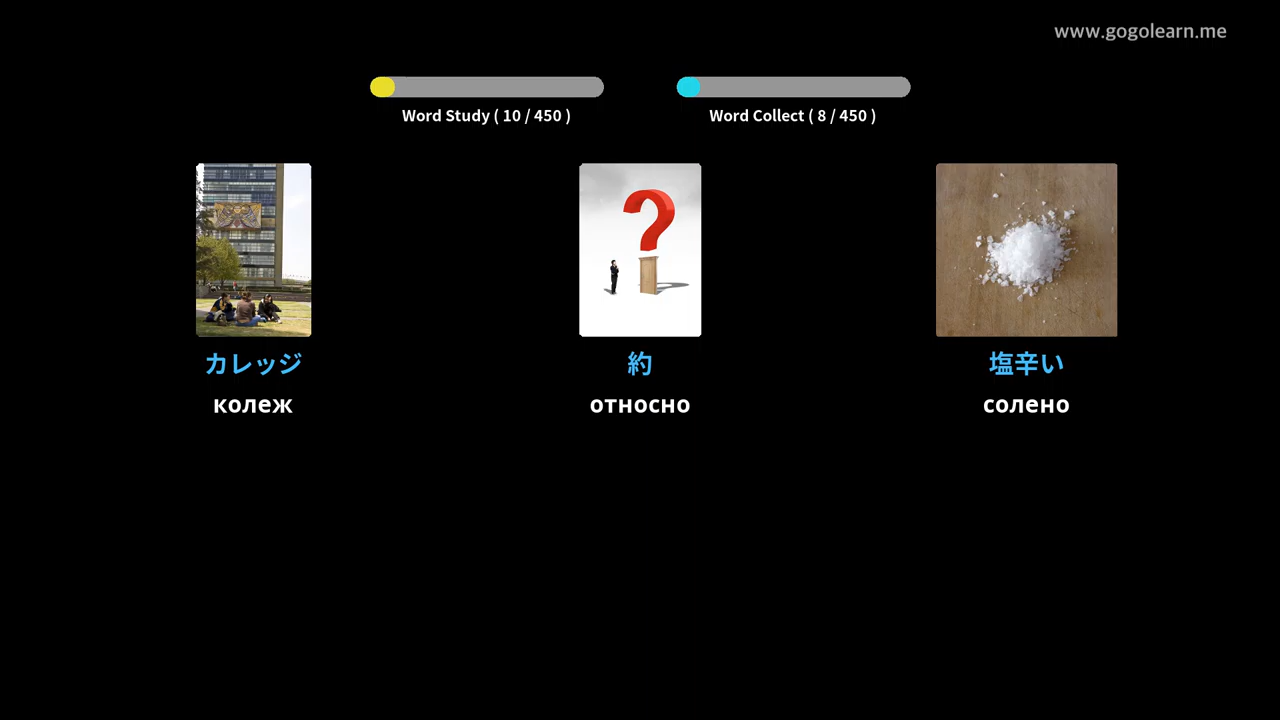 www.gogolearn.me
Word Study ( 10 / 450 )
Word Collect ( 8 / 450 )
カレッジ
колеж
約
относно
塩辛い
солено